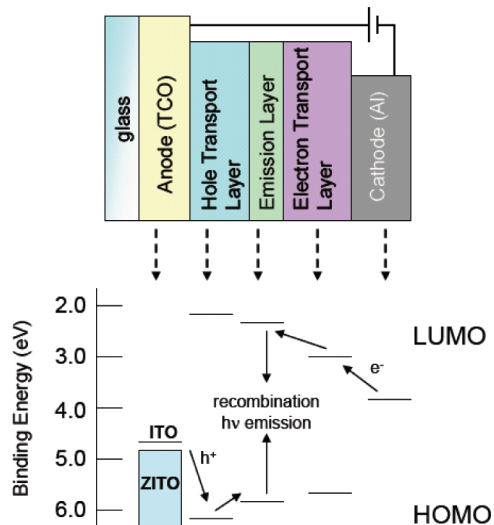 glass
Anode (TCO)
Hole Transport
Layer
Emission Layer
Electron Transport
Layer
Cathode (Al)
Binding Energy (eV)
2.0
3.0
4.0
5.0
6.0
LUMO
e-
recombination
hν emission
ITO
h+
ZITO
HOMO